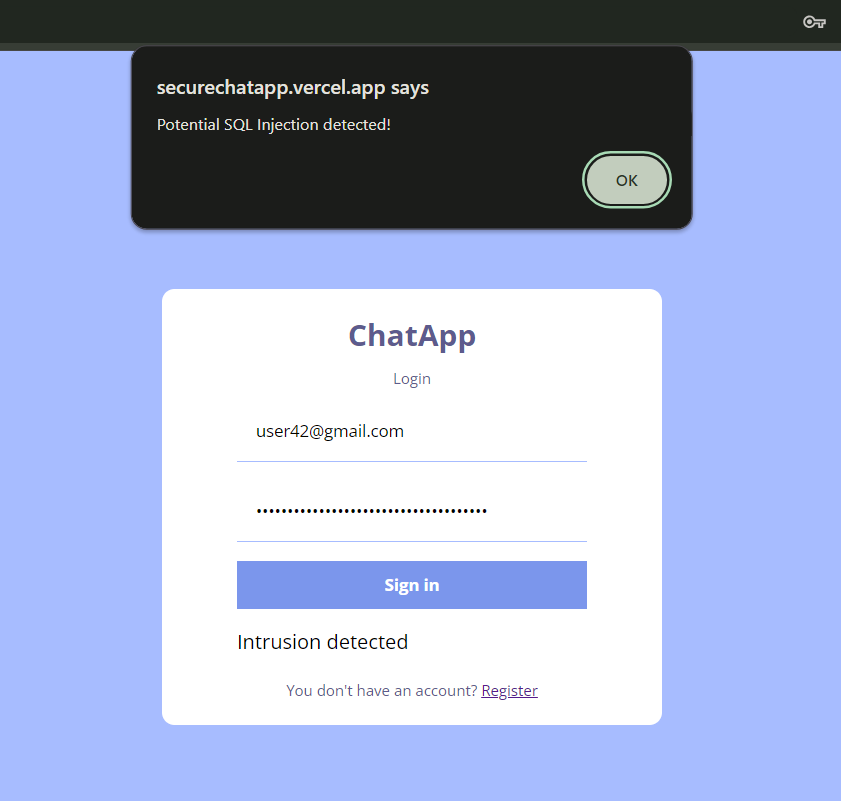 securechatapp.vercel.app says
Potential SQL Injection detected!
OK
ChatApp
Login
user42@gmail.com
•••••••••••••••••••••••••••••••••••••
Sign in
Intrusion detected
You don't have an account? Register